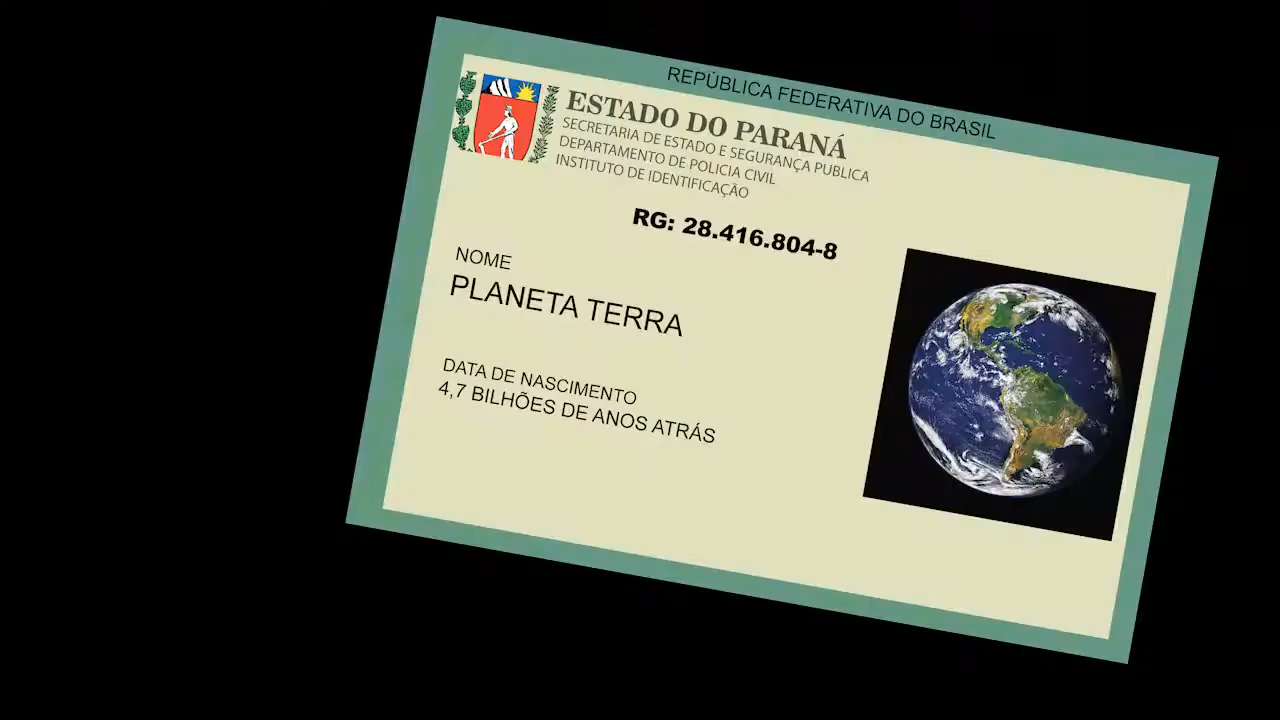 REPÚBLICA FEDERATIVA DO BRASIL
ESTADO DO PARANÁ
SECRETARIA DE ESTADO E SEGURANÇA PUBLICA
DEPARTAMENTO DE POLICIA CIVIL
INSTITUTO DE IDENTIFICAÇÃO
RG: 28.416.804-8
NOME
PLANETA TERRA
DATA DE NASCIMENTO
4,7 BILHÕES DE ANOS ATRÁS